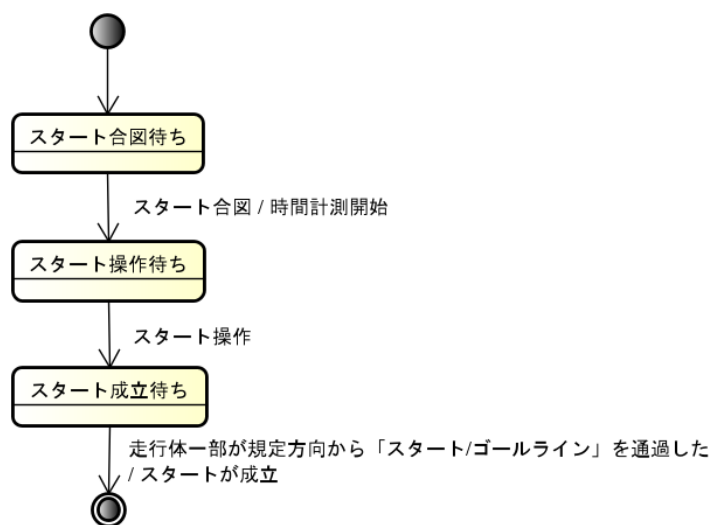 スタート合図待ち
スタート合図 / 時間計測開始
スタート操作待ち
スタート操作
スタート成立待ち
走行体一部が規定方向から「スタート/ゴールライン」を通過した
/ スタートが成立